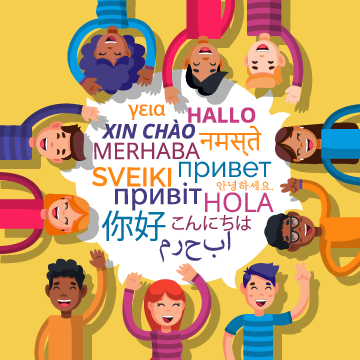 γεια
HALLO
XIN CHÀO
नमस्ते
MERHABA
привет
SVEIKI
안녕하세요.
привіт
HOLA
你好
こんにちは
ابحرم